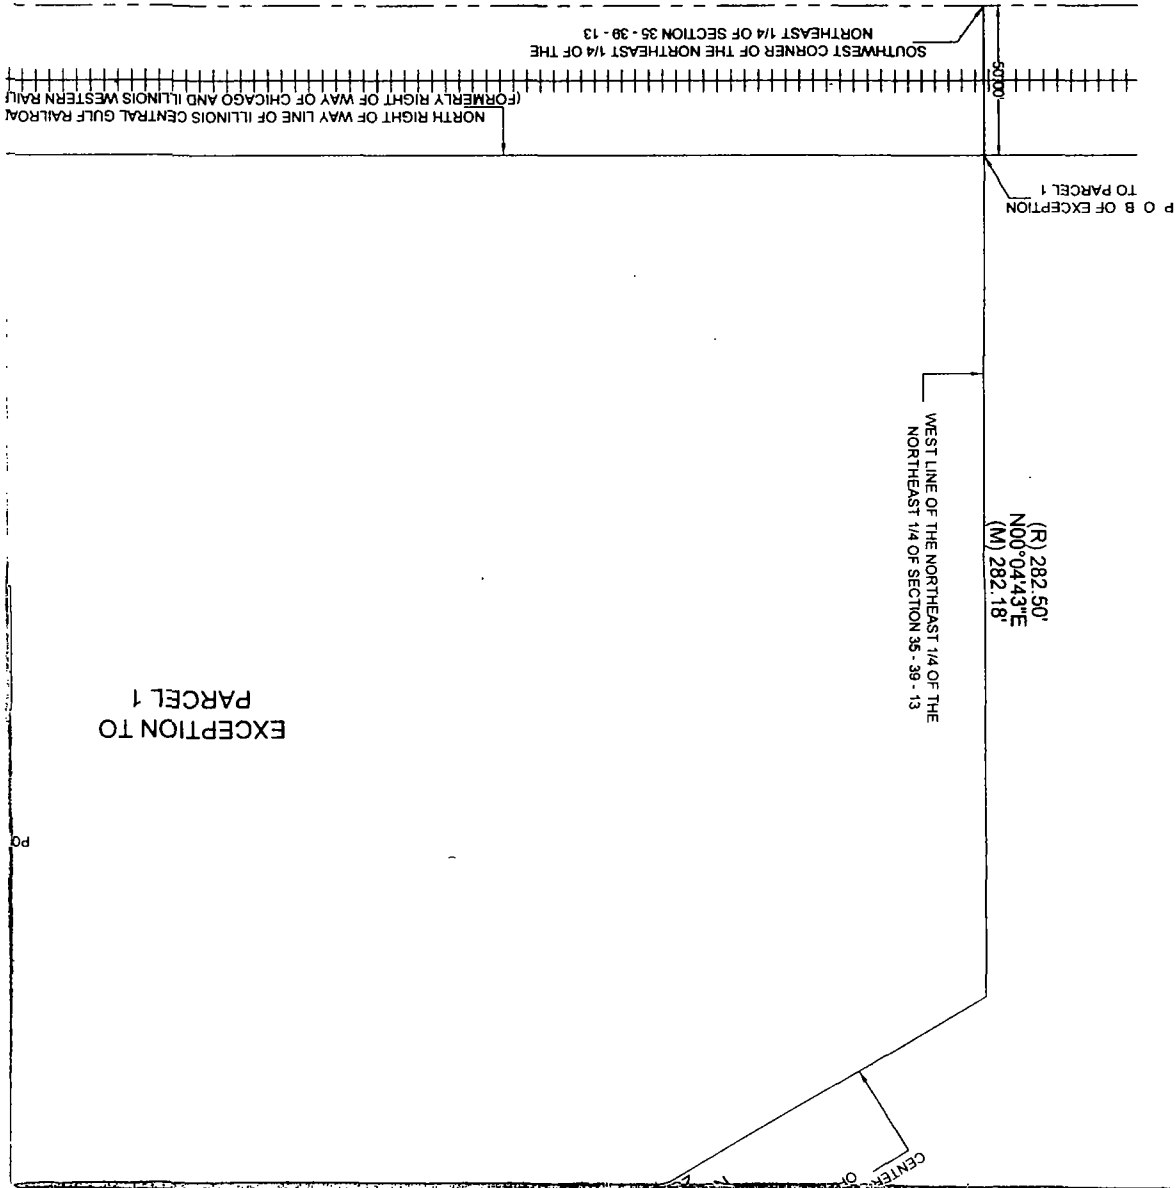 SOUTHWEST CORNER OF THE NORTHEAST 1/4 OF THE
NORTHEAST 1/4 OF SECTION 35 - 39 - 13
NORTH RIGHT OF WAY LINE OF ILLINOIS CENTRAL GULF RAILROA
(FORMERLY RIGHT OF WAY OF CHICAGO AND ILLINOIS WESTERN RAIL
50.00'
P O B OF EXCEPTION
TO PARCEL 1
WEST LINE OF THE NORTHEAST 1/4 OF THE
NORTHEAST 1/4 OF SECTION 35 - 39 - 13
(R) 282.50'
N00°04'43"E
(M) 282.18'
EXCEPTION TO
PARCEL 1
PO
CENTER
OF